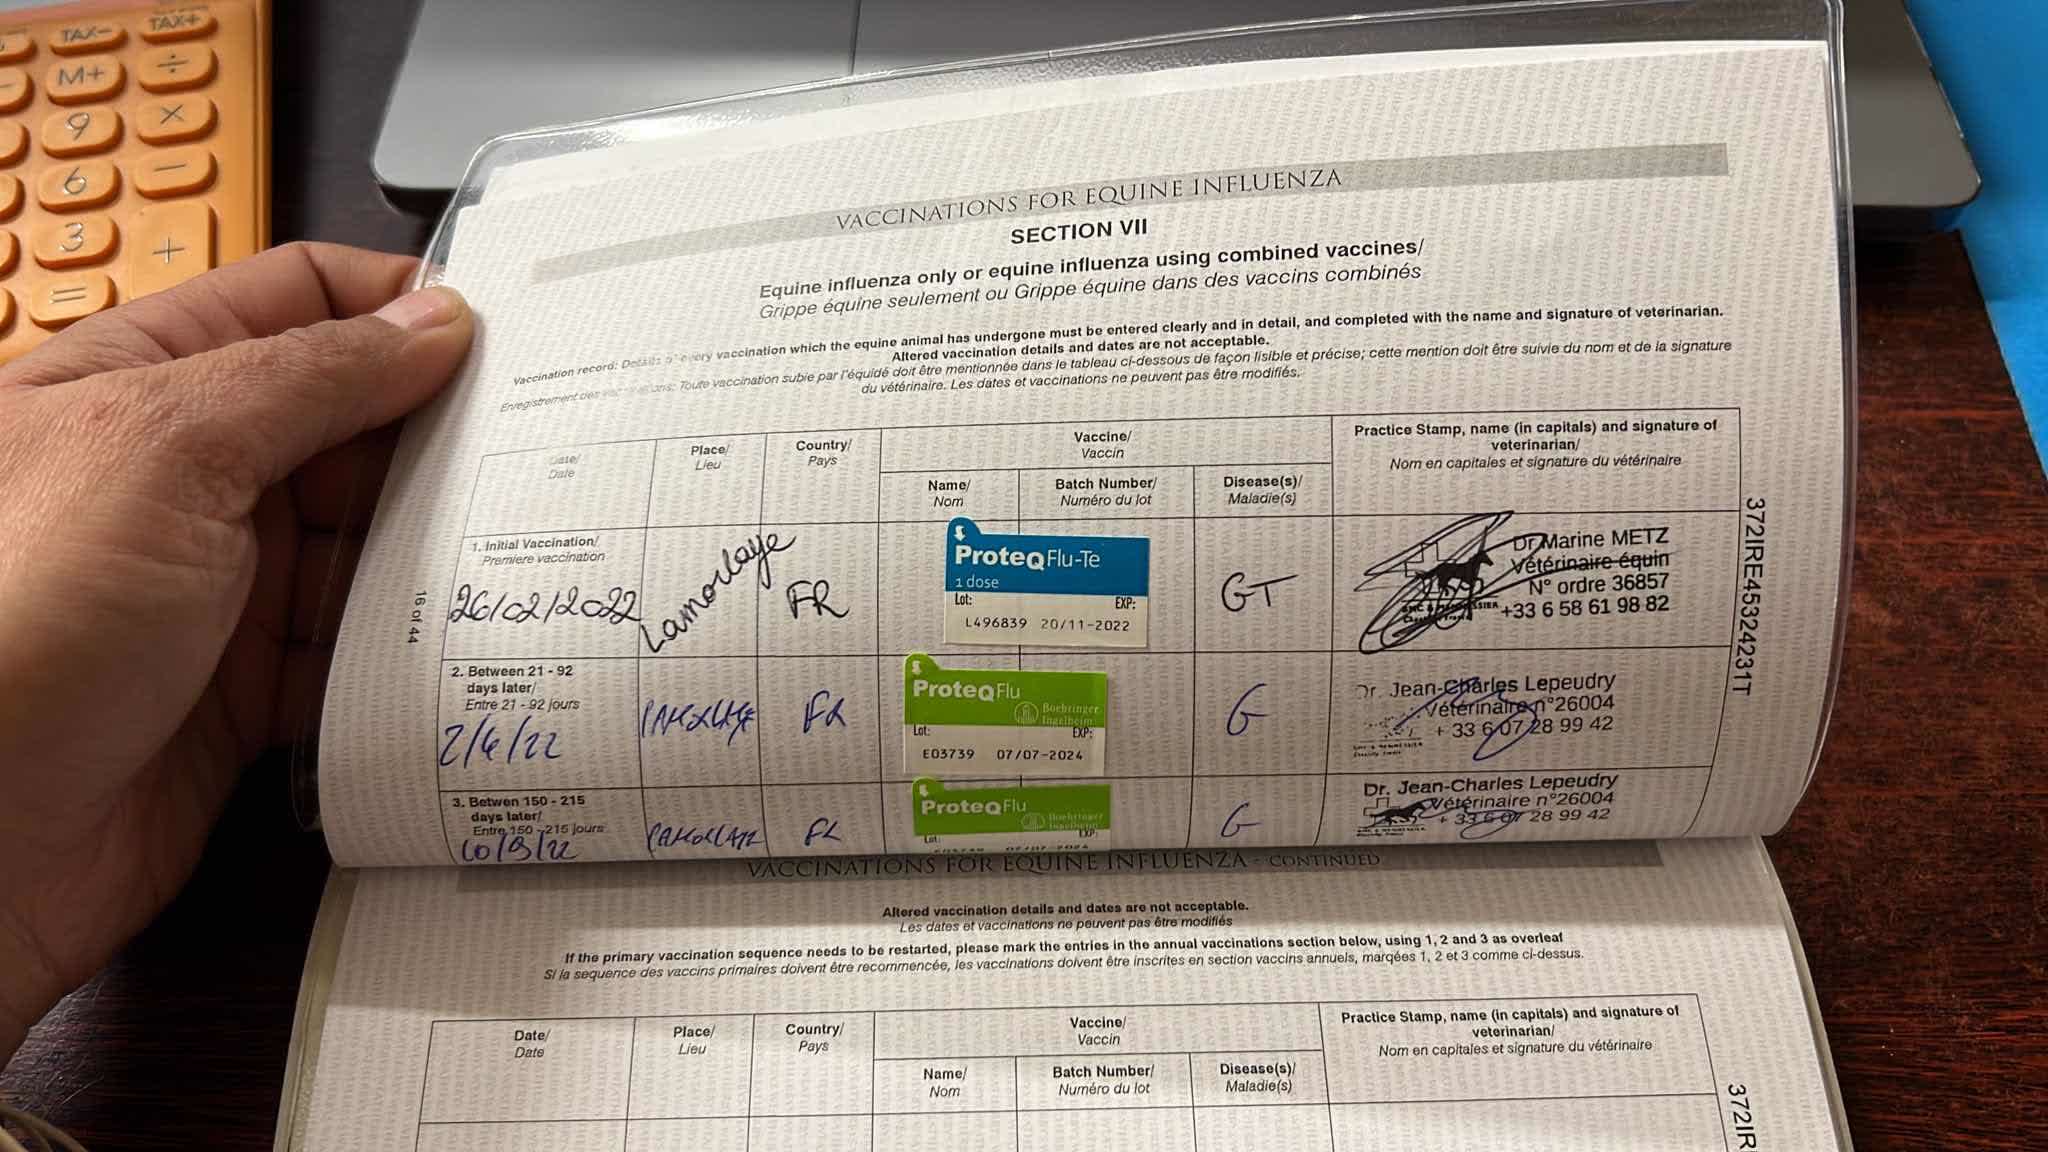 TAX- TAX+
M+ ÷
9 ×
6 −
3 +
=
VACCINATIONS FOR EQUINE INFLUENZA
SECTION VII
Equine influenza only or equine influenza using combined vaccines/
Grippe équine seulement ou Grippe équine dans des vaccins combinés
Vaccination record: Details of every vaccination which the equine animal has undergone must be entered clearly and in detail, and completed with the name and signature of veterinarian.
Altered vaccination details and dates are not acceptable.
Enregistrement des vaccinations: Toute vaccination subie par l'équidé doit être mentionnée dans le tableau ci-dessous de façon lisible et précise; cette mention doit être suivie du nom et de la signature
du vétérinaire. Les dates et vaccinations ne peuvent pas être modifiés.
Date/
Date
Place/
Lieu
Country/
Pays
Vaccine/
Vaccin
Name/
Nom
Batch Number/
Numéro du lot
Disease(s)/
Maladie(s)
Practice Stamp, name (in capitals) and signature of
veterinarian/
Nom en capitales et signature du vétérinaire
1. Initial Vaccination/
Premiere vaccination
26/02/2022
Lamorlaye
FR
ProteqFlu-Te
1 dose
Lot: EXP:
L496839 20/11-2022
GT
Dr Marine METZ
Vétérinaire équin
N° ordre 36857
+33 6 58 61 98 82
2. Between 21 - 92
days later/
Entre 21 - 92 jours
FR
ProteqFlu
Boehringer
Ingelheim
Lot: EXP:
E03739 07/07-2024
G
Dr. Jean-Charles Lepeudry
Vétérinaire n°26004
+ 33 6 07 28 99 42
3. Betwen 150 - 215
days later/
Entre 150 - 215 jours
FR
ProteqFlu
Boehringer
Ingelheim
Lot: EXP:
G
Dr. Jean-Charles Lepeudry
Vétérinaire n°26004
+ 33 6 07 28 99 42
16 of 44
372IRE45324231T
VACCINATIONS FOR EQUINE INFLUENZA - CONTINUED
Altered vaccination details and dates are not acceptable.
Les dates et vaccinations ne peuvent pas être modifiés
If the primary vaccination sequence needs to be restarted, please mark the entries in the annual vaccinations section below, using 1, 2 and 3 as overleaf
Si la sequence des vaccins primaires doivent être recommencée, les vaccinations doivent être inscrites en section vaccins annuels, marqées 1, 2 et 3 comme ci-dessus.
Date/
Date
Place/
Lieu
Country/
Pays
Vaccine/
Vaccin
Name/
Nom
Batch Number/
Numéro du lot
Disease(s)/
Maladie(s)
Practice Stamp, name (in capitals) and signature of
veterinarian/
Nom en capitales et signature du vétérinaire
372IR